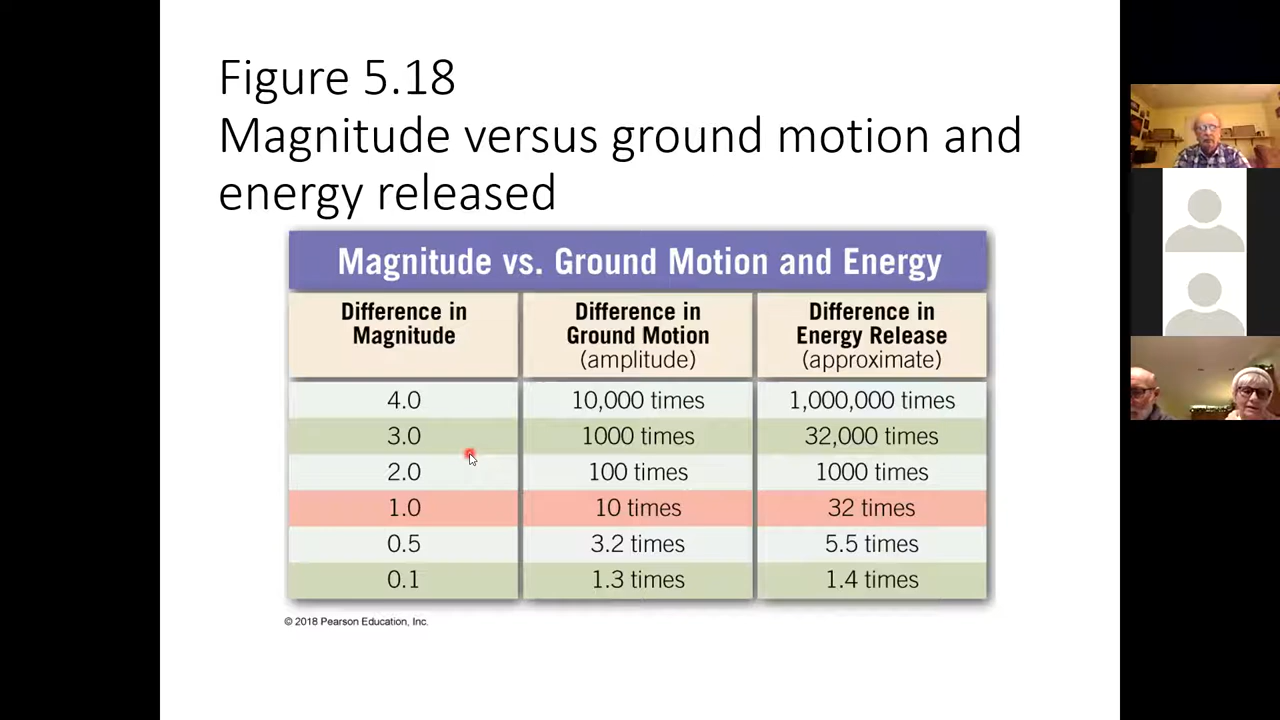 Figure 5.18
Magnitude versus ground motion and
energy released
Magnitude vs. Ground Motion and Energy
Difference in
Magnitude
Difference in
Ground Motion
(amplitude)
Difference in
Energy Release
(approximate)
4.0 10,000 times 1,000,000 times
3.0 1000 times 32,000 times
2.0 100 times 1000 times
1.0 10 times 32 times
0.5 3.2 times 5.5 times
0.1 1.3 times 1.4 times
© 2018 Pearson Education, Inc.